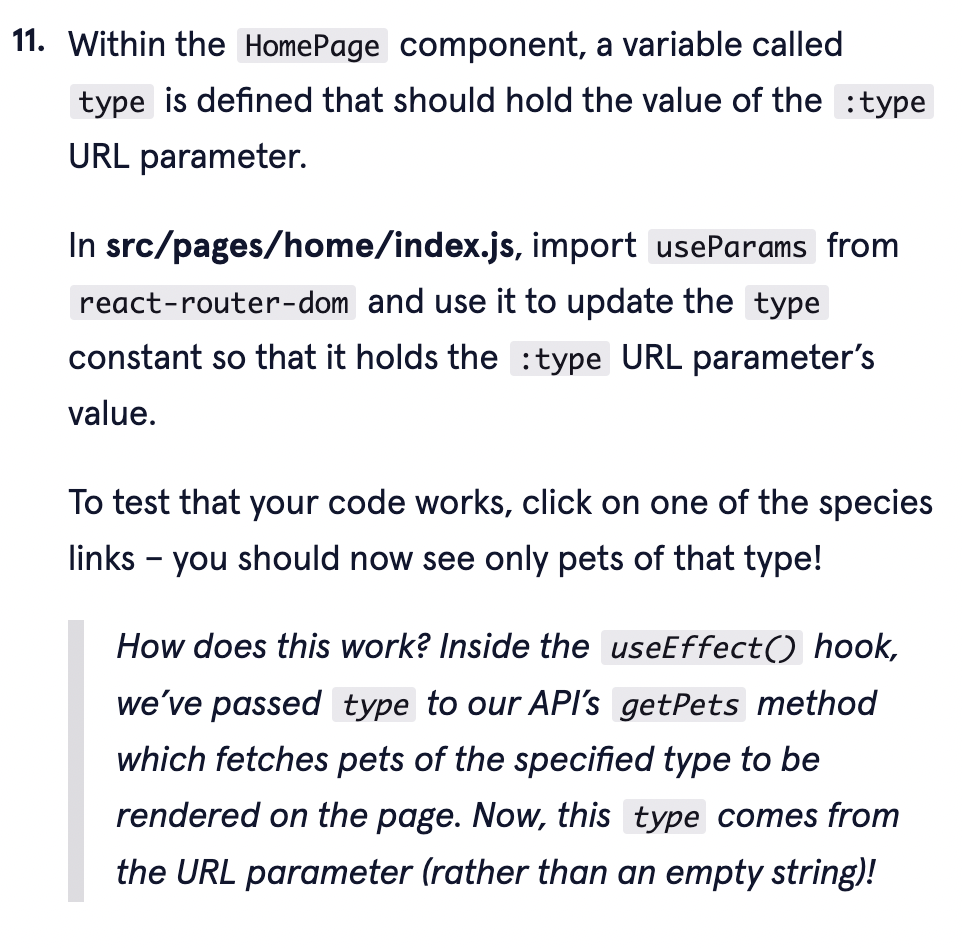 11. Within the HomePage component, a variable called
type is defined that should hold the value of the :type
URL parameter.
In src/pages/home/index.js, import useParams from
react-router-dom and use it to update the type
constant so that it holds the :type URL parameter’s
value.
To test that your code works, click on one of the species
links – you should now see only pets of that type!
How does this work? Inside the useEffect() hook,
we’ve passed type to our API’s getPets method
which fetches pets of the specified type to be
rendered on the page. Now, this type comes from
the URL parameter (rather than an empty string)!